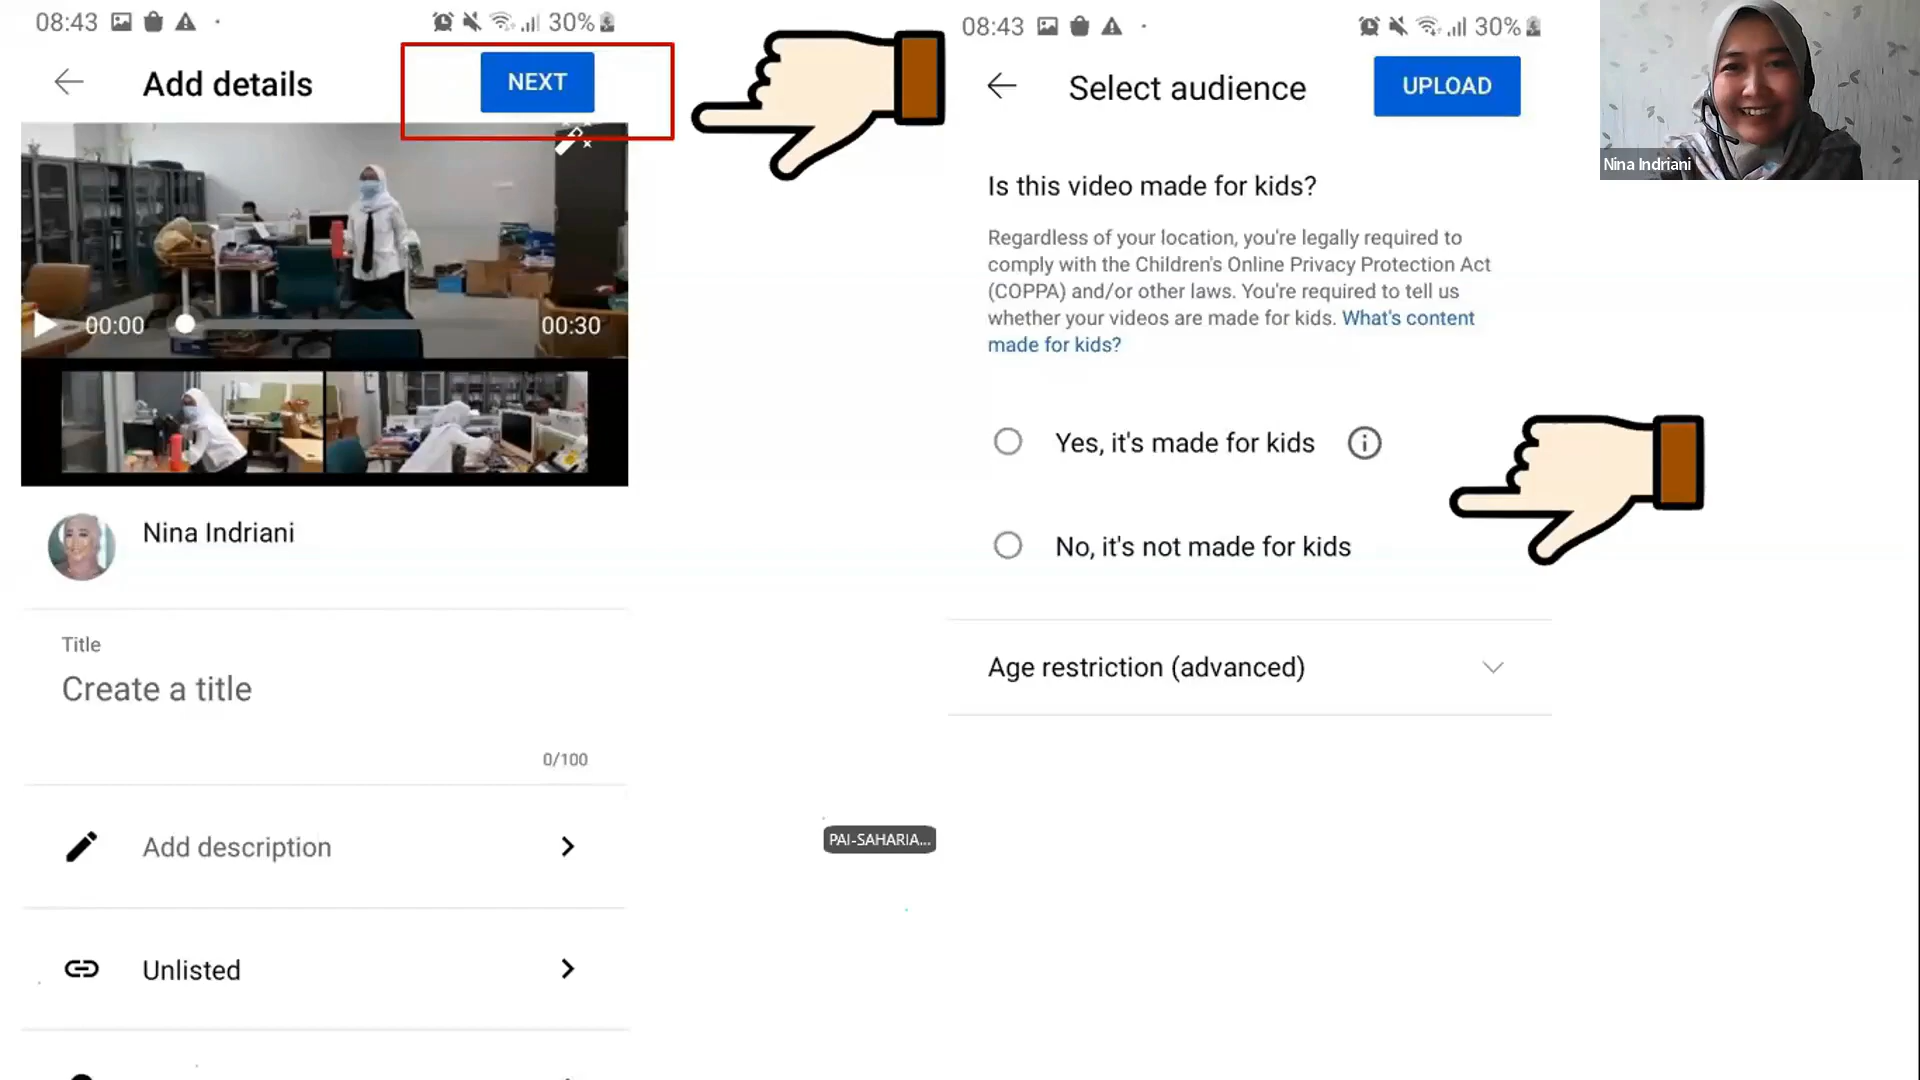 08:43
30%
Add details
NEXT
00:00
00:30
Nina Indriani
Title
Create a title
0/100
Add description
Unlisted
PAI-SAHARIA...
08:43
30%
Select audience
UPLOAD
Is this video made for kids?
Regardless of your location, you're legally required to
comply with the Children's Online Privacy Protection Act
(COPPA) and/or other laws. You're required to tell us
whether your videos are made for kids. What's content
made for kids?
Yes, it's made for kids
No, it's not made for kids
Age restriction (advanced)
Nina Indriani